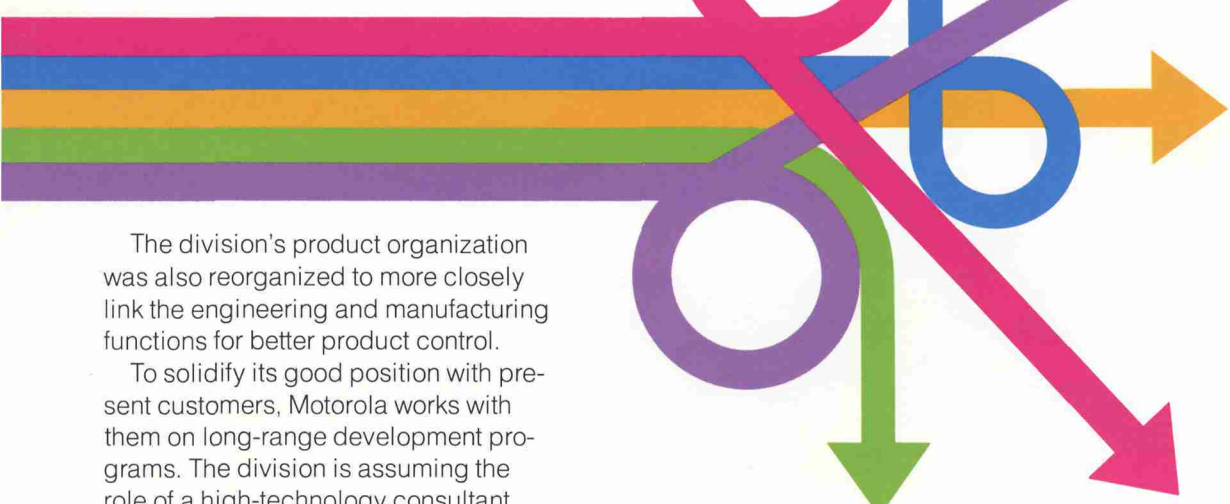 The division's product organization
was also reorganized to more closely
link the engineering and manufacturing
functions for better product control.
To solidify its good position with pre-
sent customers, Motorola works with
them on long-range development pro-
grams. The division is assuming the
role of a high-technology consultant